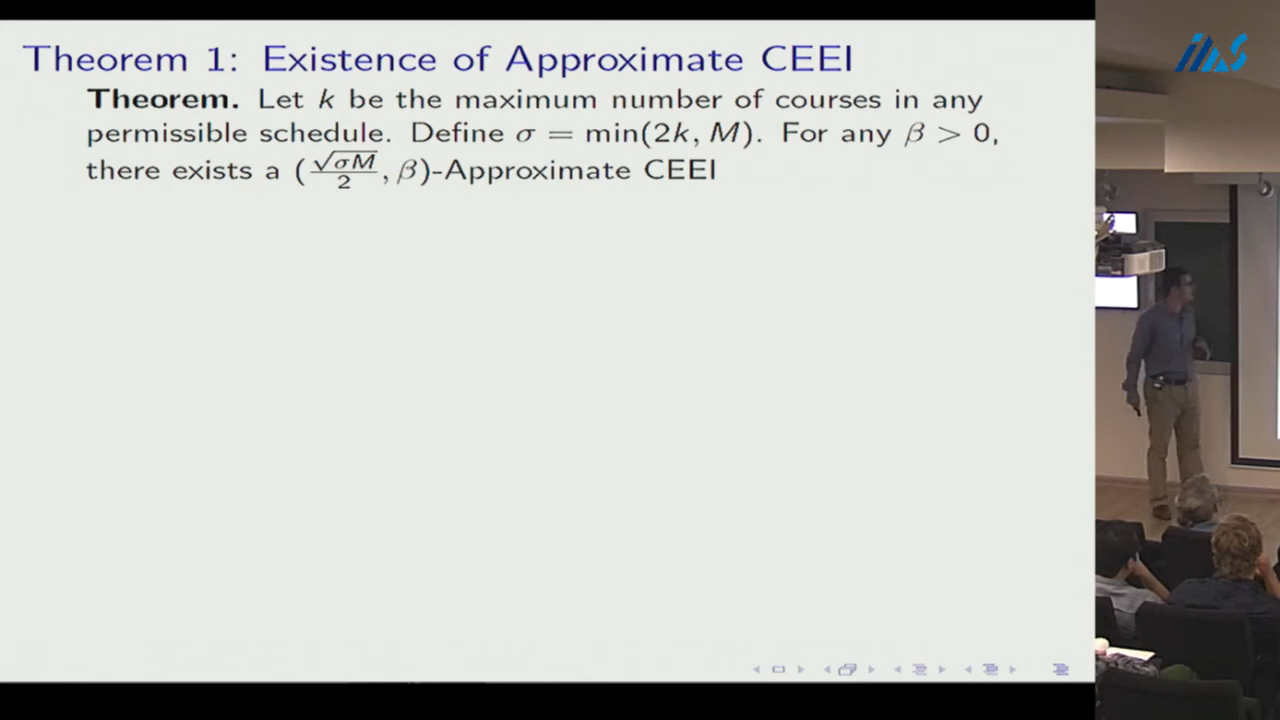 Theorem 1: Existence of Approximate CEEI
Theorem. Let k be the maximum number of courses in any
permissible schedule. Define σ = min(2k, M). For any β > 0,
there exists a (√σM/2, β)-Approximate CEEI
IIAS